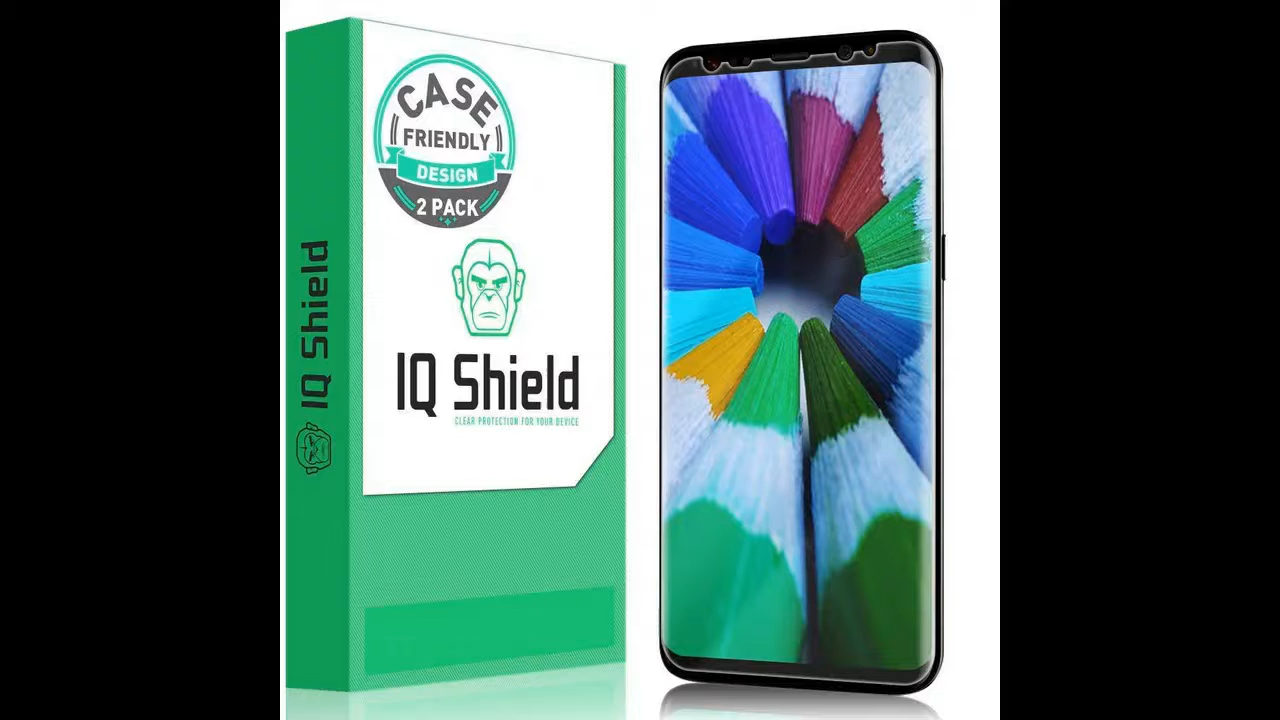 CASE
FRIENDLY
DESIGN
2 PACK
IQ Shield
CLEAR PROTECTION FOR YOUR DEVICE
IQ Shield